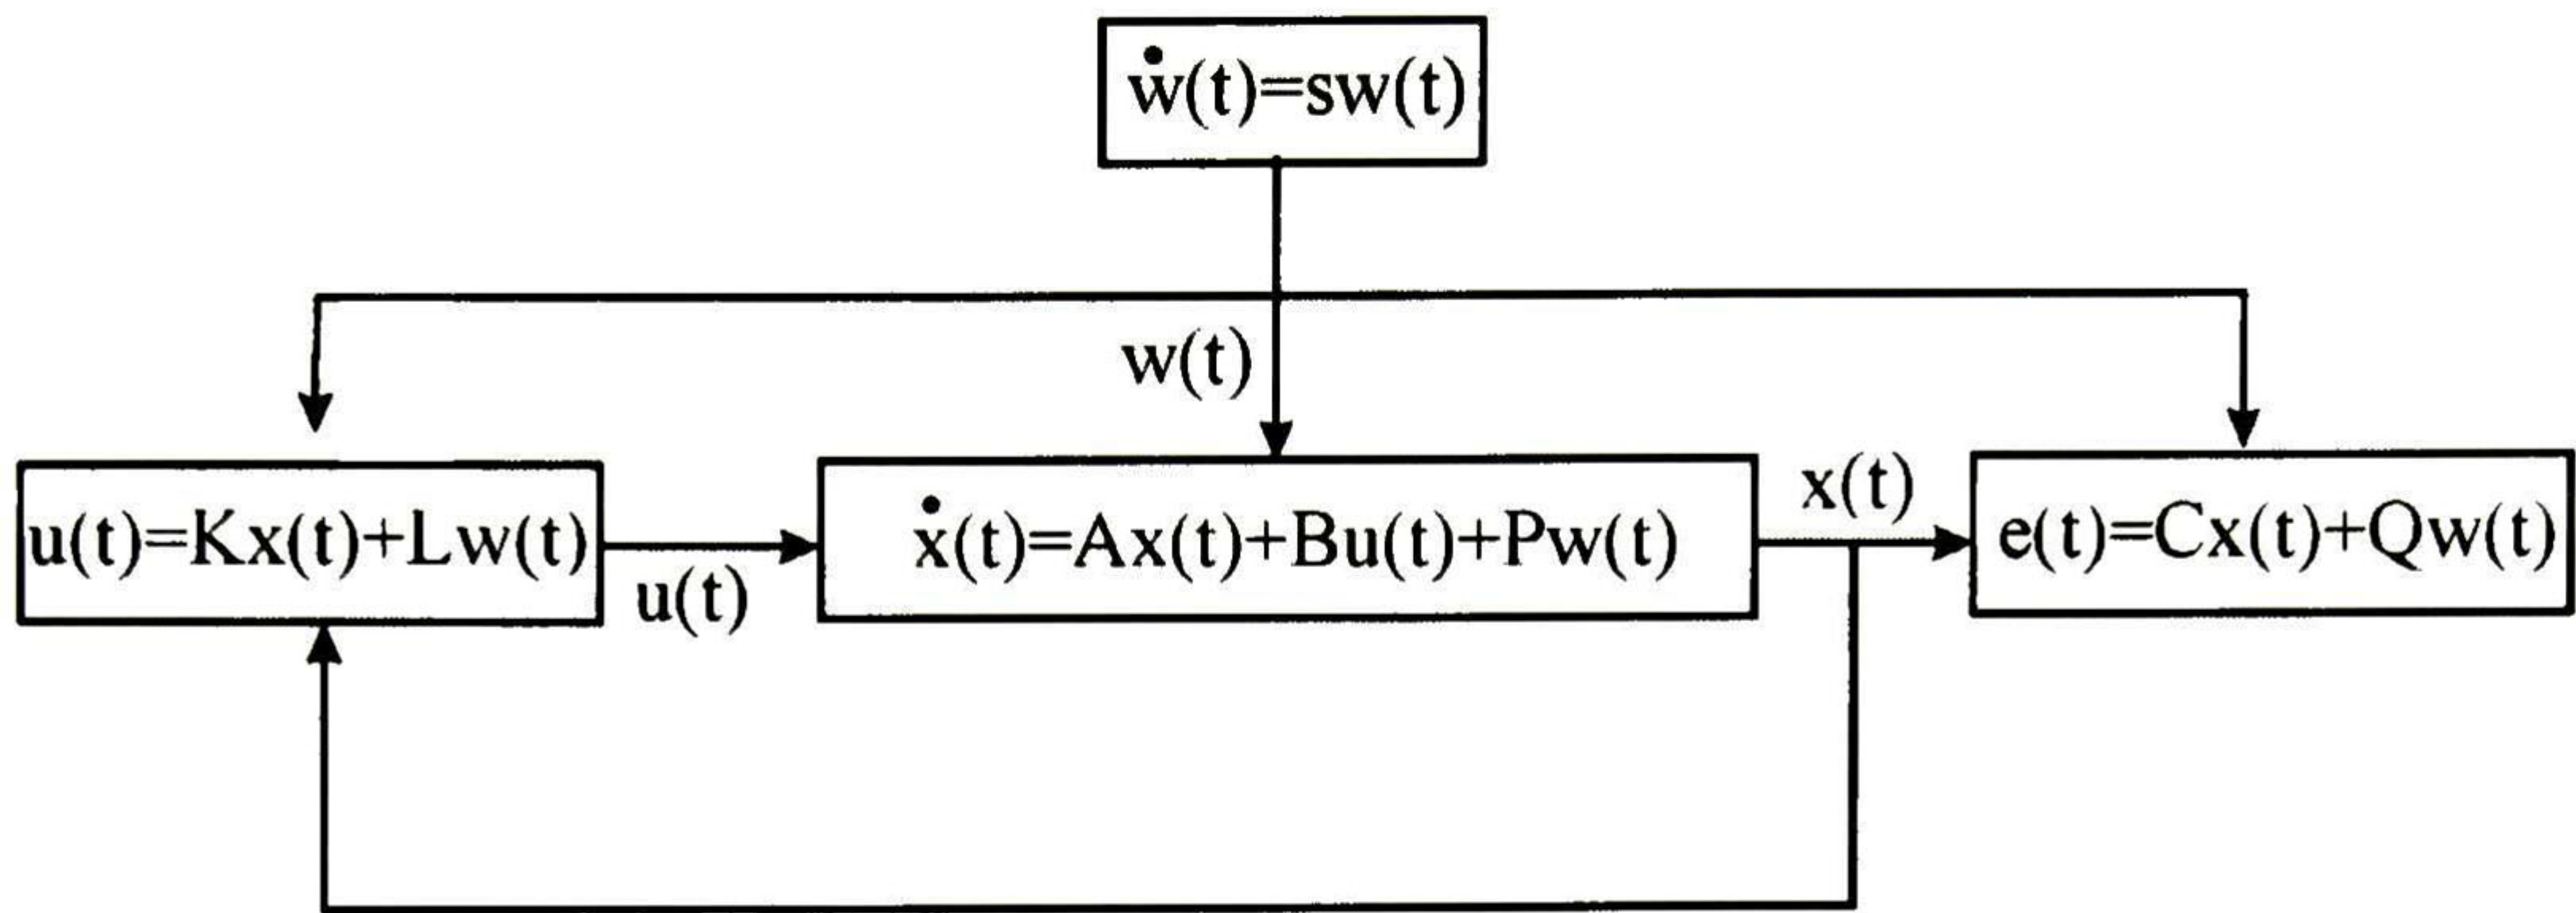 ẇ(t)=sw(t)
w(t)
u(t)=Kx(t)+Lw(t)
u(t)
ẋ(t)=Ax(t)+Bu(t)+Pw(t)
x(t)
e(t)=Cx(t)+Qw(t)